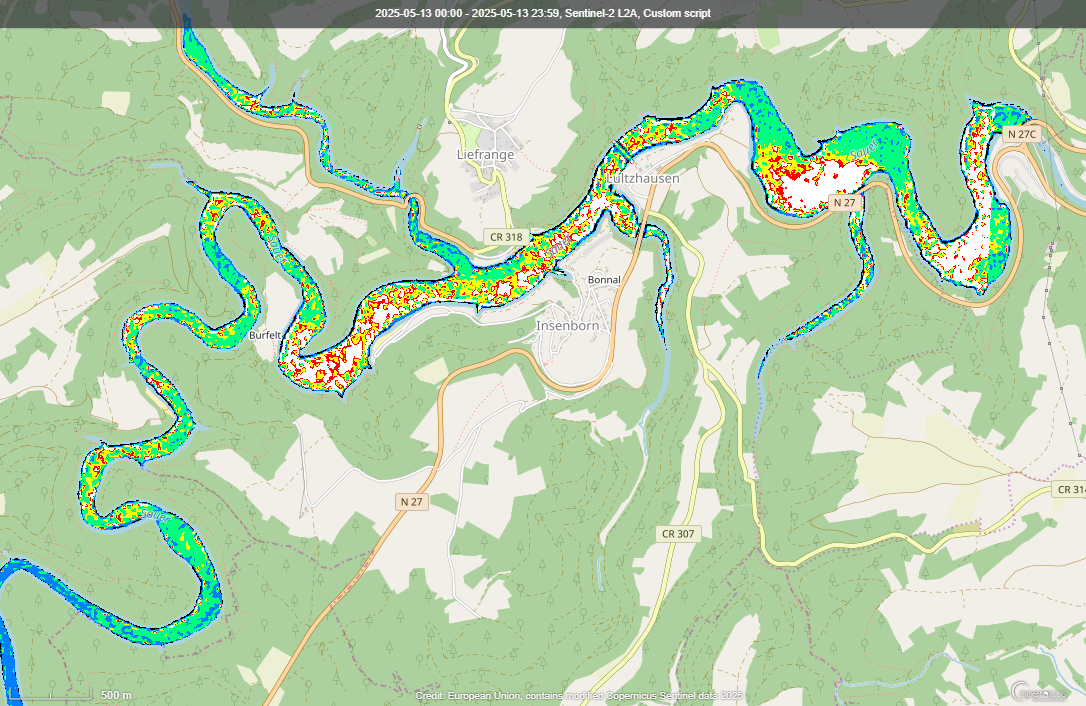 2025-05-13 00:00 - 2025-05-13 23:59, Sentinel-2 L2A, Custom script
N 27C
Liefrange
Sauer
Lultzhausen
N 27
CR 318
Bonnal
Insenborn
Burfelt
CR 314
N 27
Sauer
CR 307
500 m
Credit: European Union, contains modified Copernicus Sentinel data 2025